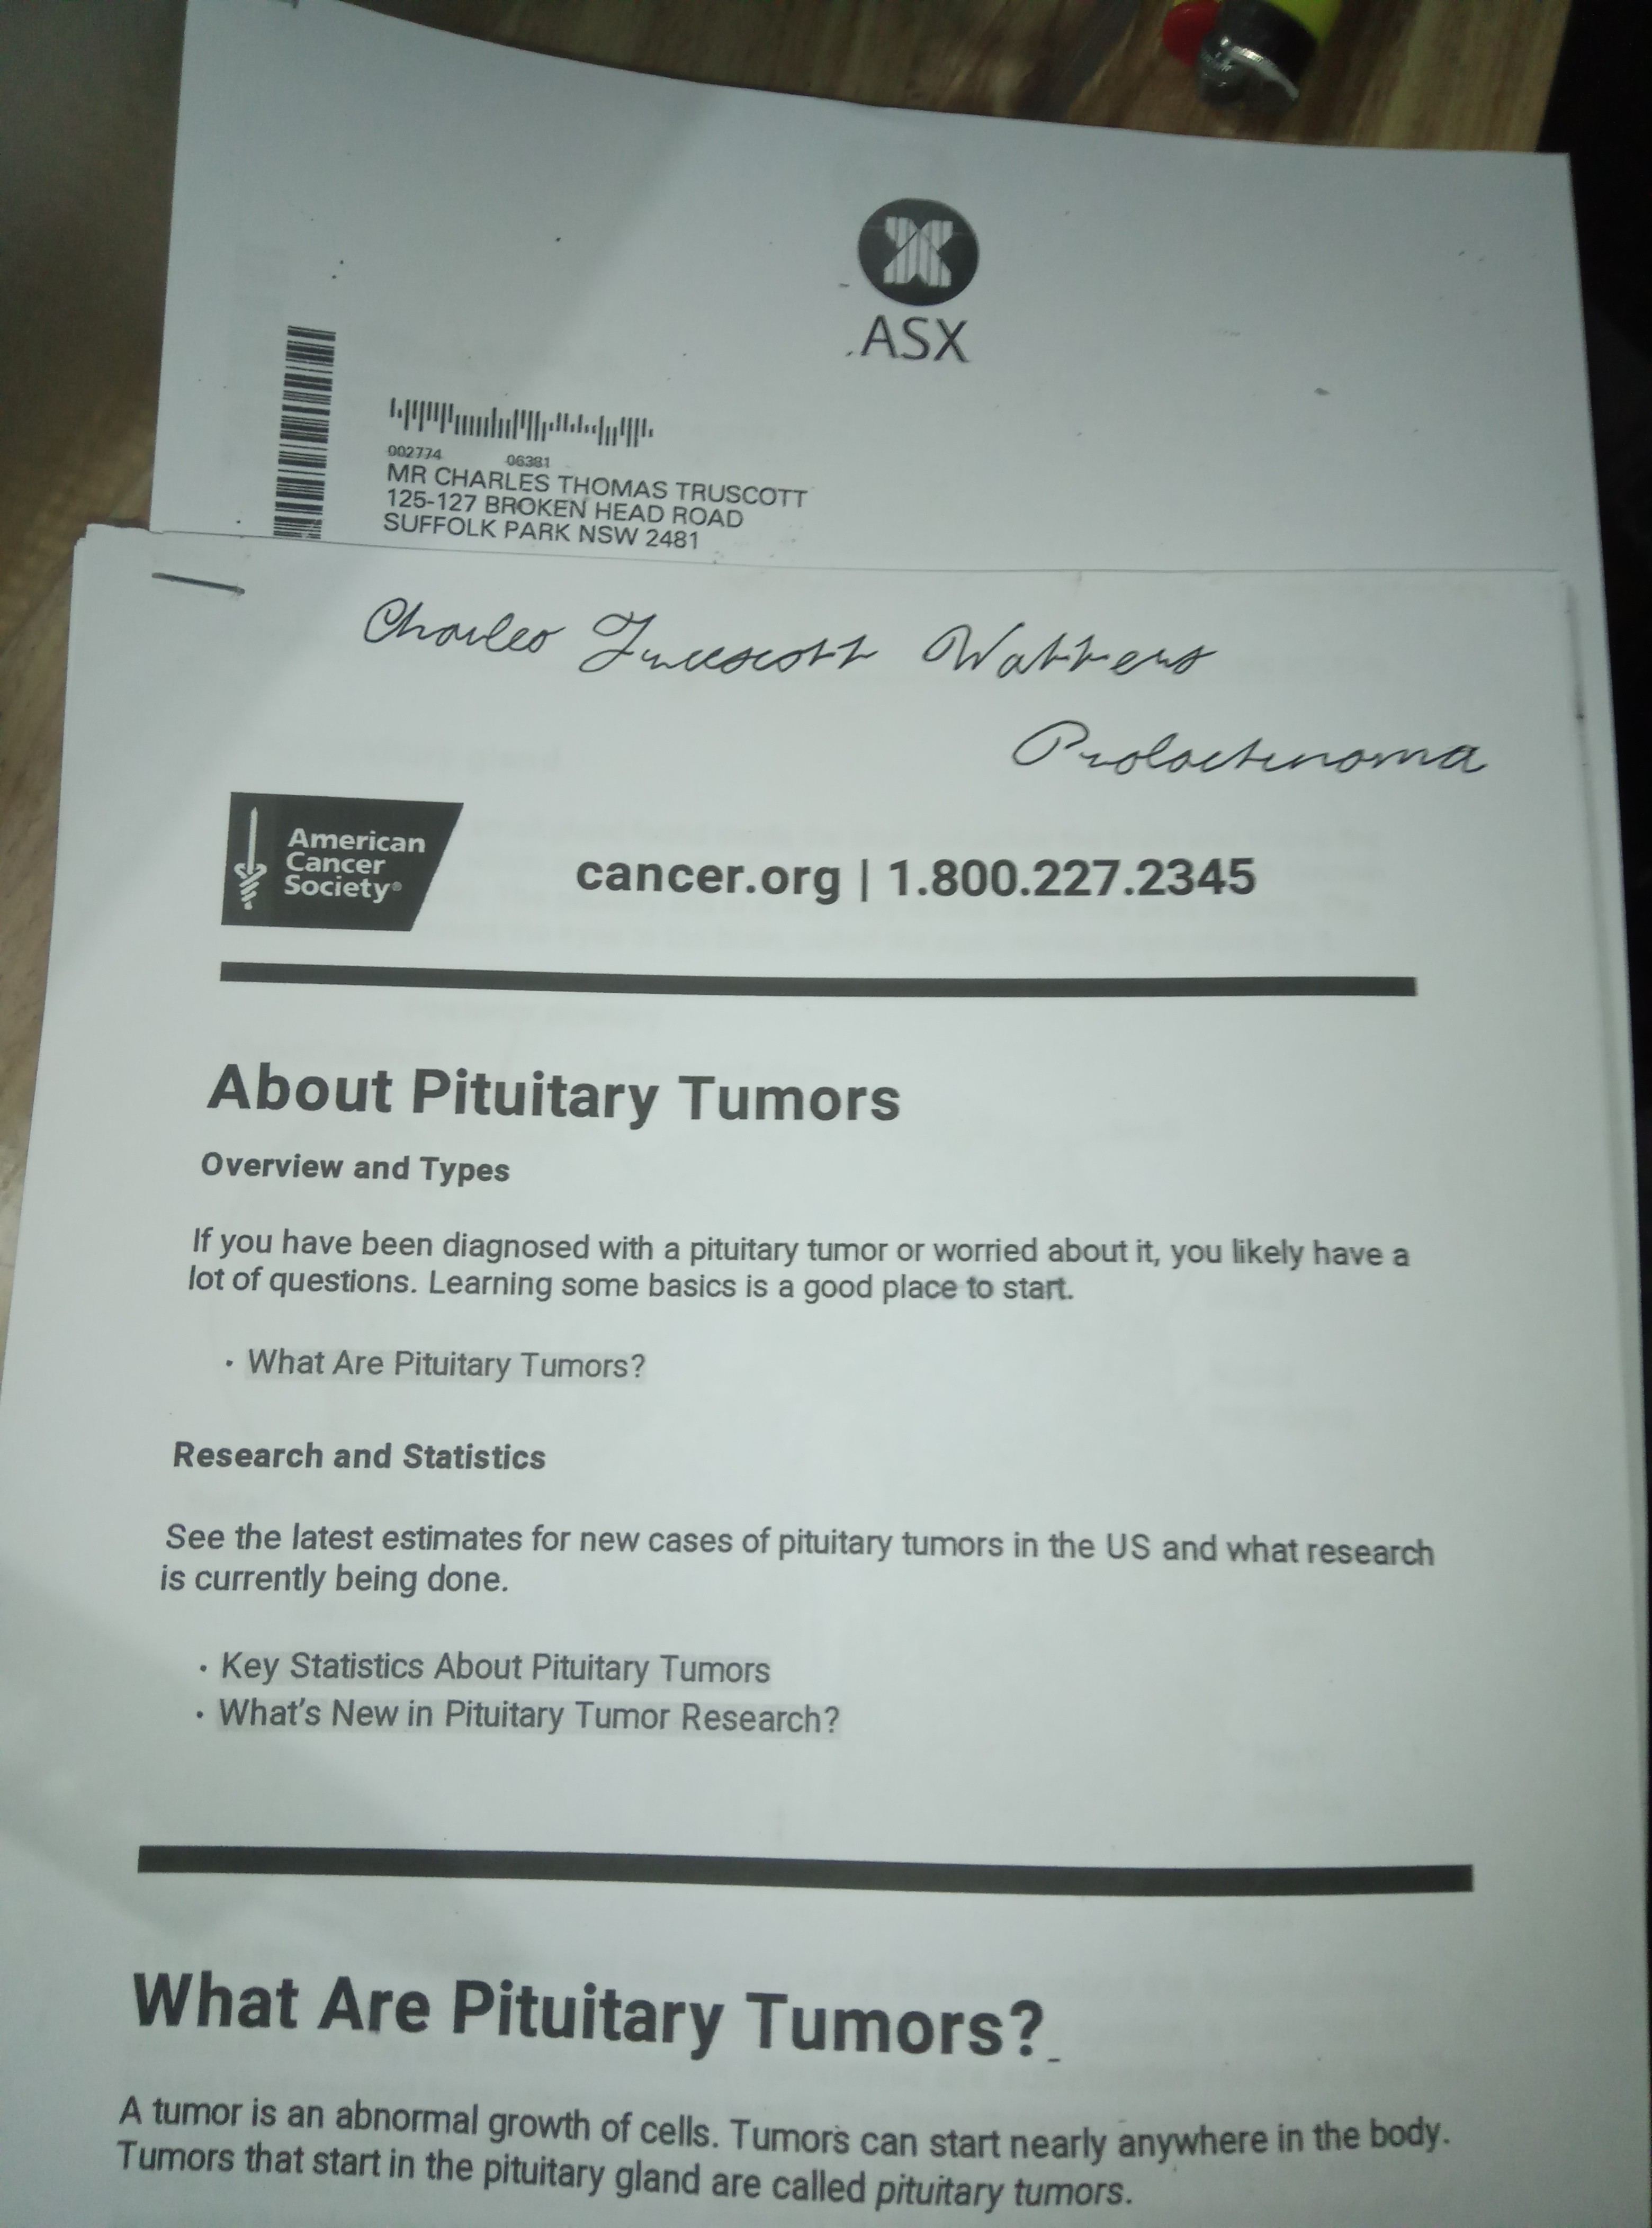 ASX
002774 06381
MR CHARLES THOMAS TRUSCOTT
125-127 BROKEN HEAD ROAD
SUFFOLK PARK NSW 2481
Charles Truscott Watters
Prolactinoma
American
Cancer
Society®
cancer.org | 1.800.227.2345
About Pituitary Tumors
Overview and Types
If you have been diagnosed with a pituitary tumor or worried about it, you likely have a
lot of questions. Learning some basics is a good place to start.
• What Are Pituitary Tumors?
Research and Statistics
See the latest estimates for new cases of pituitary tumors in the US and what research
is currently being done.
• Key Statistics About Pituitary Tumors
• What's New in Pituitary Tumor Research?
What Are Pituitary Tumors?
A tumor is an abnormal growth of cells. Tumors can start nearly anywhere in the body.
Tumors that start in the pituitary gland are called pituitary tumors.